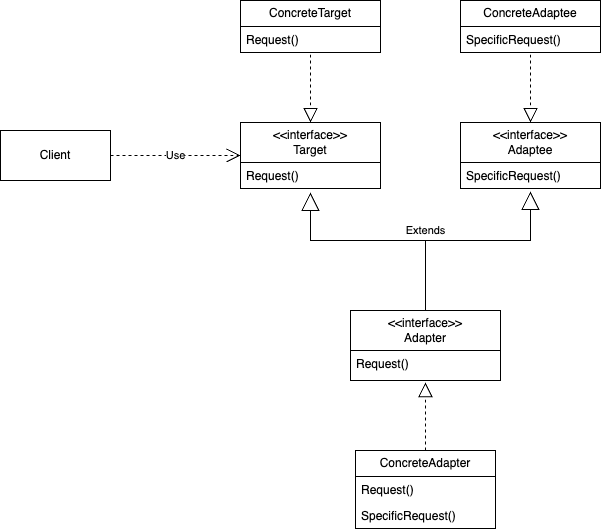 ConcreteTarget
Request()
ConcreteAdaptee
SpecificRequest()
Client
Use
<<interface>>
Target
Request()
<<interface>>
Adaptee
SpecificRequest()
Extends
<<interface>>
Adapter
Request()
ConcreteAdapter
Request()
SpecificRequest()